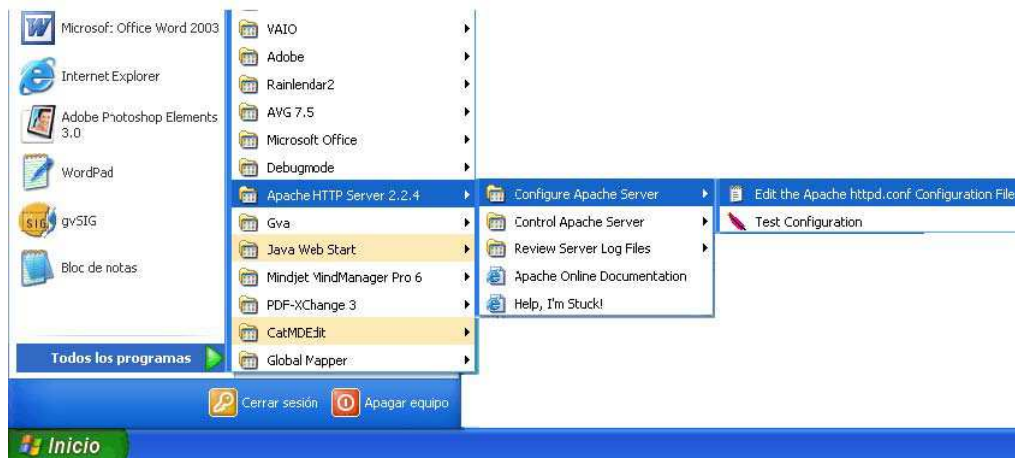 Microsoft Office Word 2003
Internet Explorer
Adobe Photoshop Elements
3.0
WordPad
SIG
gvSIG
Bloc de notas
Todos los programas
VAIO
Adobe
Rainlendar2
AVG 7.5
Microsoft Office
Debugmode
Apache HTTP Server 2.2.4
Gva
Java Web Start
Mindjet MindManager Pro 6
PDF-XChange 3
CatMDEdit
Global Mapper
Configure Apache Server
Control Apache Server
Review Server Log Files
Apache Online Documentation
Help, I'm Stuck!
Edit the Apache httpd.conf Configuration File
Test Configuration
Cerrar sesión
Apagar equipo
Inicio